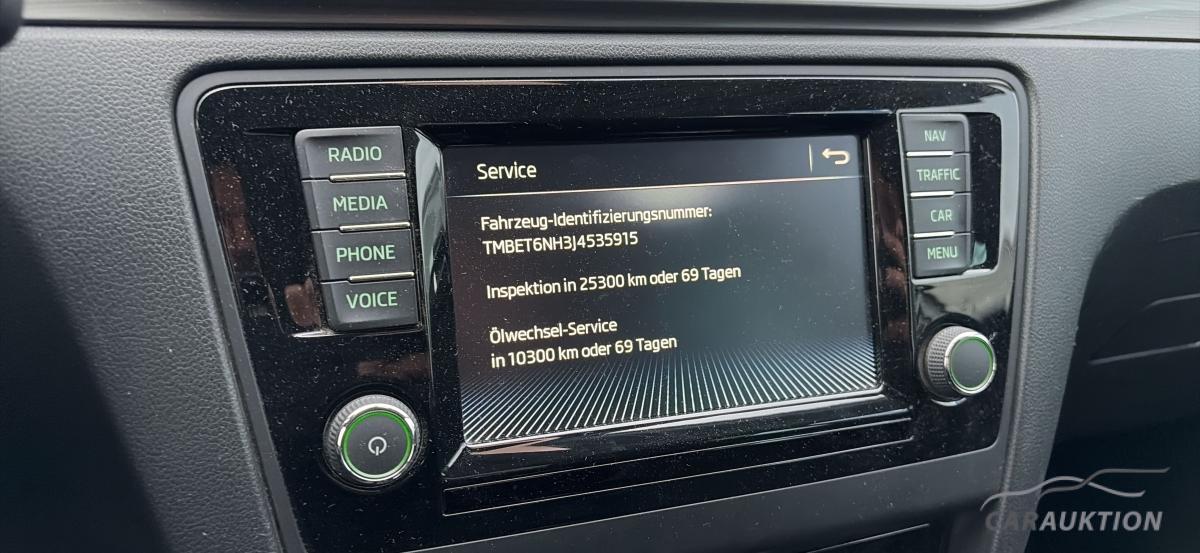 RADIO
MEDIA
PHONE
VOICE
Service
Fahrzeug-Identifizierungsnummer:
TMBET6NH3J4535915
Inspektion in 25300 km oder 69 Tagen
Ölwechsel-Service
in 10300 km oder 69 Tagen
NAV
TRAFFIC
CAR
MENU
CARAUKTION